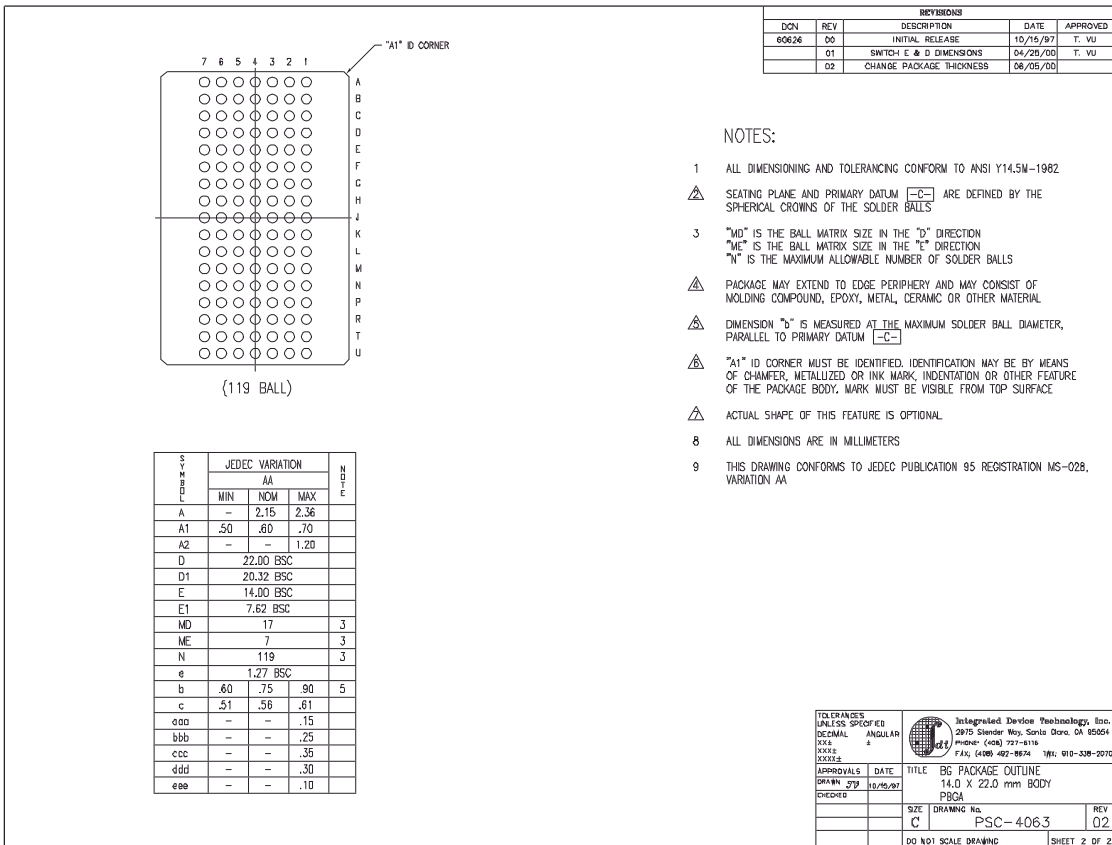 REVISIONS
DCN REV DESCRIPTION DATE APPROVED
60626 00 INITIAL RELEASE 10/15/97 T. VU
01 SWITCH E & D DIMENSIONS 04/25/00 T. VU
02 CHANGE PACKAGE THICKNESS 06/05/00
"A1" ID CORNER
7 6 5 4 3 2 1
A
B
C
D
E
F
G
H
J
K
L
M
N
P
R
T
U
(119 BALL)
NOTES:
1 ALL DIMENSIONING AND TOLERANCING CONFORM TO ANSI Y14.5M-1982
2 SEATING PLANE AND PRIMARY DATUM -C- ARE DEFINED BY THE
SPHERICAL CROWNS OF THE SOLDER BALLS
3 "MD" IS THE BALL MATRIX SIZE IN THE "D" DIRECTION
"ME" IS THE BALL MATRIX SIZE IN THE "E" DIRECTION
"N" IS THE MAXIMUM ALLOWABLE NUMBER OF SOLDER BALLS
4 PACKAGE MAY EXTEND TO EDGE PERIPHERY AND MAY CONSIST OF
MOLDING COMPOUND, EPOXY, METAL, CERAMIC OR OTHER MATERIAL
5 DIMENSION "b" IS MEASURED AT THE MAXIMUM SOLDER BALL DIAMETER,
PARALLEL TO PRIMARY DATUM -C-
6 "A1" ID CORNER MUST BE IDENTIFIED. IDENTIFICATION MAY BE BY MEANS
OF CHAMFER, METALLIZED OR INK MARK, INDENTATION OR OTHER FEATURE
OF THE PACKAGE BODY. MARK MUST BE VISIBLE FROM TOP SURFACE
7 ACTUAL SHAPE OF THIS FEATURE IS OPTIONAL
8 ALL DIMENSIONS ARE IN MILLIMETERS
9 THIS DRAWING CONFORMS TO JEDEC PUBLICATION 95 REGISTRATION MS-028,
VARIATION AA
SYMBOL JEDEC VARIATION NOTE
AA
MIN NOM MAX
A – 2.15 2.36
A1 .50 .60 .70
A2 – – 1.20
D 22.00 BSC
D1 20.32 BSC
E 14.00 BSC
E1 7.62 BSC
MD 17 3
ME 7 3
N 119 3
e 1.27 BSC
b .60 .75 .90 5
c .51 .56 .61
aaa – – .15
bbb – – .25
ccc – – .35
ddd – – .30
eee – – .10
TOLERANCES
UNLESS SPECIFIED
DECIMAL ANGULAR
XX± ±
XXX±
XXXX±
idt
Integrated Device Technology, Inc.
2975 Stender Way, Santa Clara, CA 95054
PHONE: (408) 727-6116
FAX: (408) 492-8674 TWX: 910-338-2070
APPROVALS DATE
DRAWN 10/15/97
CHECKED
TITLE BG PACKAGE OUTLINE
14.0 X 22.0 mm BODY
PBGA
SIZE DRAWING No. REV
C PSC-4063 02
DO NOT SCALE DRAWING SHEET 2 OF 2